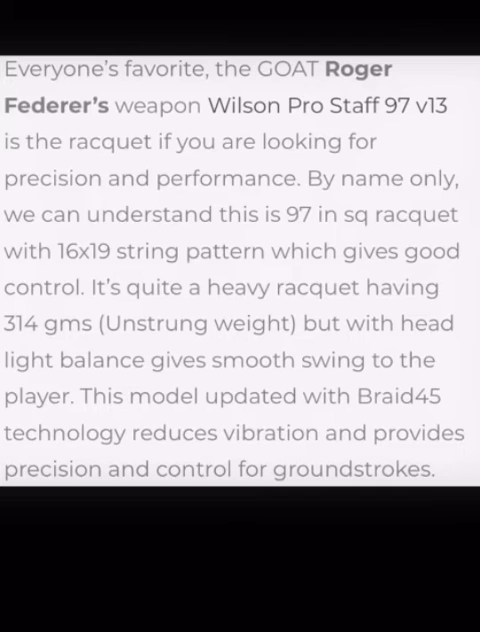 Everyone's favorite, the GOAT Roger
Federer's weapon Wilson Pro Staff 97 v13
is the racquet if you are looking for
precision and performance. By name only,
we can understand this is 97 in sq racquet
with 16x19 string pattern which gives good
control. It's quite a heavy racquet having
314 gms (Unstrung weight) but with head
light balance gives smooth swing to the
player. This model updated with Braid45
technology reduces vibration and provides
precision and control for groundstrokes.